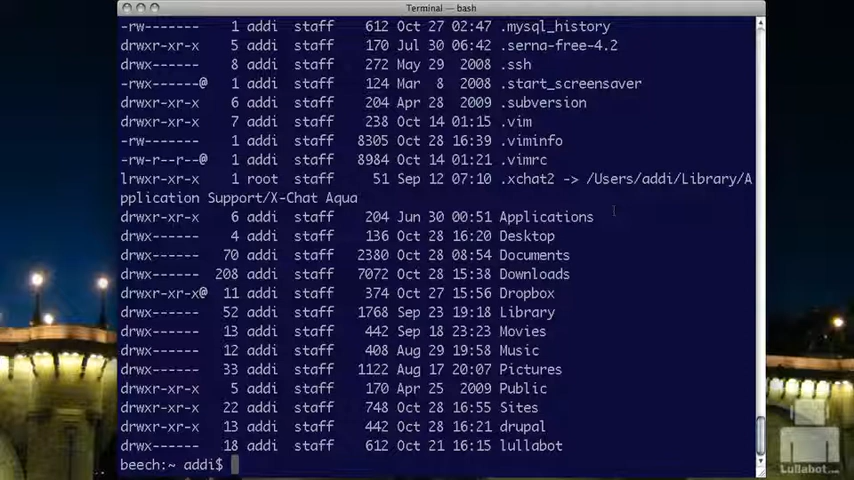 Terminal — bash
-rw------- 1 addi staff 612 Oct 27 02:47 .mysql_history
drwxr-xr-x 5 addi staff 170 Jul 30 06:42 .serna-free-4.2
drwx------ 8 addi staff 272 May 29 2008 .ssh
-rwx------@ 1 addi staff 124 Mar 8 2008 .start_screensaver
drwxr-xr-x 6 addi staff 204 Apr 28 2009 .subversion
drwxr-xr-x 7 addi staff 238 Oct 14 01:15 .vim
-rw------- 1 addi staff 8305 Oct 28 16:39 .viminfo
-rw-r--r--@ 1 addi staff 8984 Oct 14 01:21 .vimrc
lrwxr-xr-x 1 root staff 51 Sep 12 07:10 .xchat2 -> /Users/addi/Library/A
pplication Support/X-Chat Aqua
drwxr-xr-x 6 addi staff 204 Jun 30 00:51 Applications
drwx------ 4 addi staff 136 Oct 28 16:20 Desktop
drwx------ 70 addi staff 2380 Oct 28 08:54 Documents
drwx------ 208 addi staff 7072 Oct 28 15:38 Downloads
drwxr-xr-x@ 11 addi staff 374 Oct 27 15:56 Dropbox
drwx------ 52 addi staff 1768 Sep 23 19:18 Library
drwx------ 13 addi staff 442 Sep 18 23:23 Movies
drwx------ 12 addi staff 408 Aug 29 19:58 Music
drwx------ 33 addi staff 1122 Aug 17 20:07 Pictures
drwxr-xr-x 5 addi staff 170 Apr 25 2009 Public
drwxr-xr-x 22 addi staff 748 Oct 28 16:55 Sites
drwxr-xr-x 13 addi staff 442 Oct 28 16:21 drupal
drwx------ 18 addi staff 612 Oct 21 16:15 lullabot
beech:~ addi$
Lullabot.com